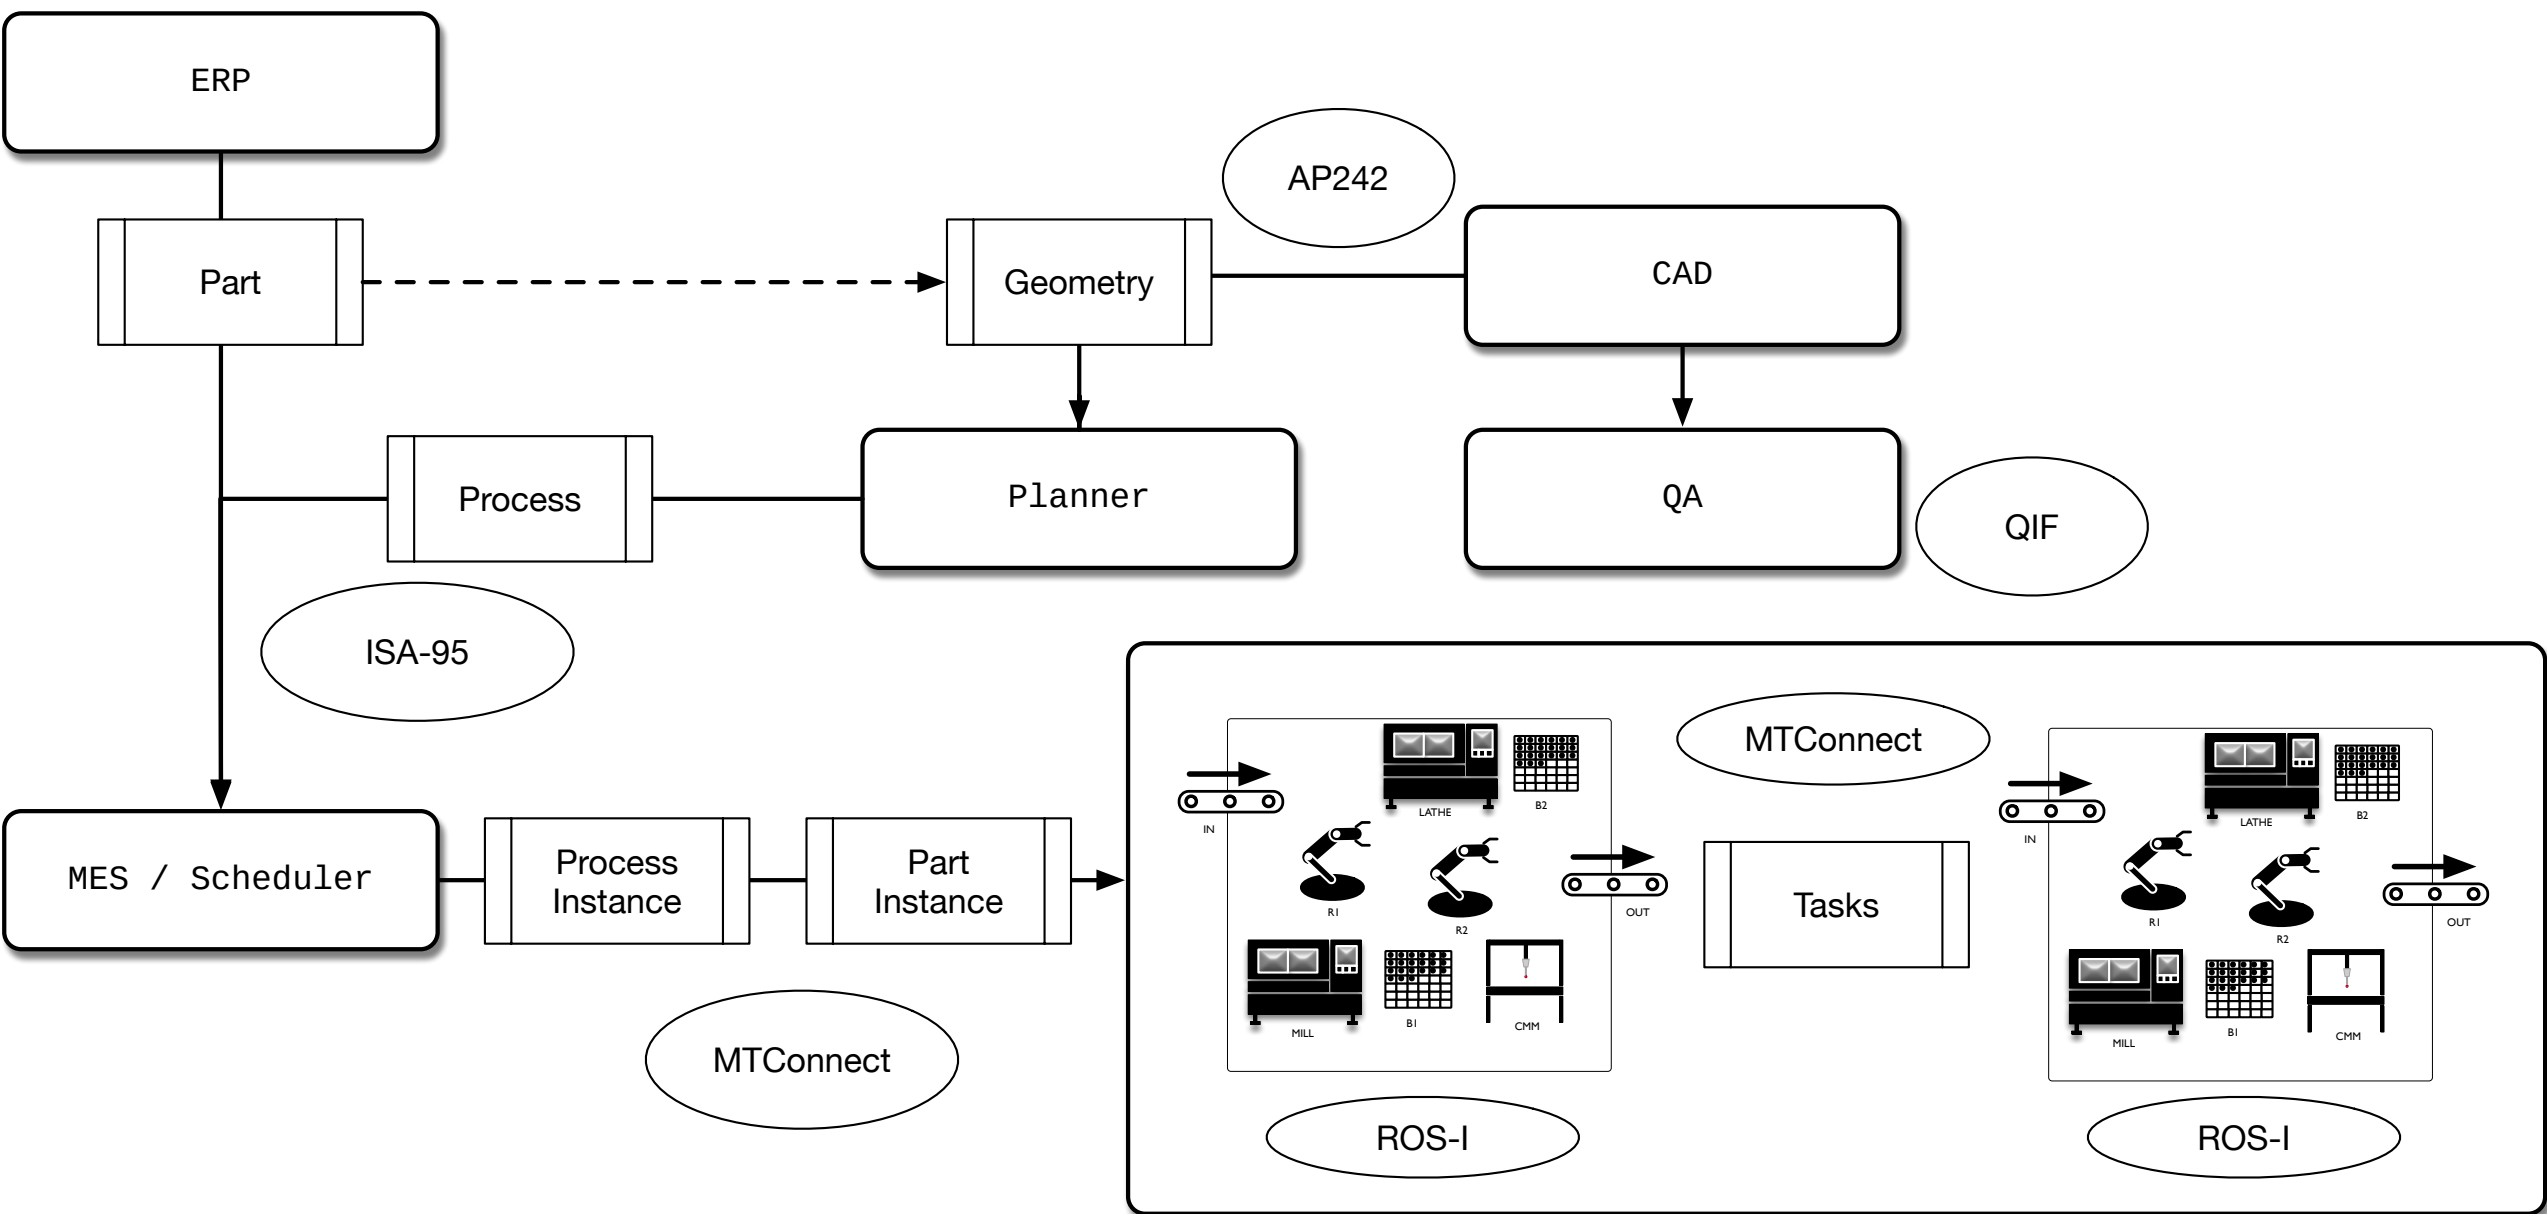 ERP
AP242
Part
Geometry
CAD
Process
Planner
QA
QIF
ISA-95
MTConnect
LATHE
B2
IN
LATHE
B2
IN
MES / Scheduler
Process
Instance
Part
Instance
R1
R2
OUT
Tasks
R1
R2
OUT
MILL
B1
CMM
MILL
B1
CMM
MTConnect
ROS-I
ROS-I